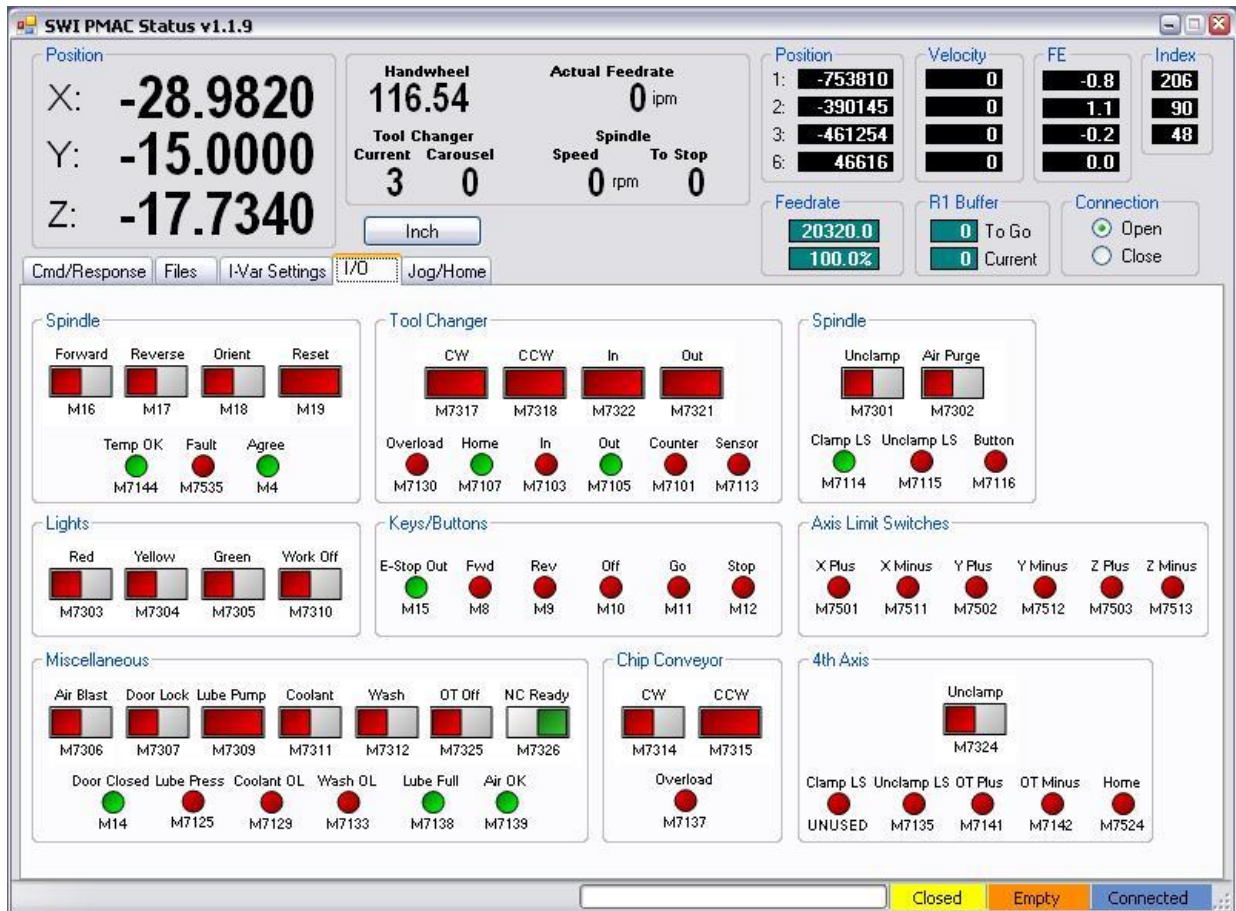 SWI PMAC Status v1.1.9
Position
X: -28.9820
Y: -15.0000
Z: -17.7340
Handwheel Actual Feedrate
116.54 0 ipm
Tool Changer Spindle
Current Carousel Speed To Stop
3 0 0 rpm 0
Inch
Position Velocity FE Index
1: -753810 0 -0.8 206
2: -390145 0 1.1 90
3: -461254 0 -0.2 48
6: 46616 0 0.0
Feedrate R1 Buffer Connection
20320.0 0 To Go Open
100.0% 0 Current Close
Cmd/Response Files I-Var Settings I/O Jog/Home
Spindle
Forward Reverse Orient Reset
M16 M17 M18 M19
Temp OK Fault Agree
M7144 M7535 M4
Tool Changer
CW CCW In Out
M7317 M7318 M7322 M7321
Overload Home In Out Counter Sensor
M7130 M7107 M7103 M7105 M7101 M7113
Spindle
Unclamp Air Purge
M7301 M7302
Clamp LS Unclamp LS Button
M7114 M7115 M7116
Lights
Red Yellow Green Work Off
M7303 M7304 M7305 M7310
Keys/Buttons
E-Stop Out Fwd Rev Off Go Stop
M15 M8 M9 M10 M11 M12
Axis Limit Switches
X Plus X Minus Y Plus Y Minus Z Plus Z Minus
M7501 M7511 M7502 M7512 M7503 M7513
Miscellaneous
Air Blast Door Lock Lube Pump Coolant Wash OT Off NC Ready
M7306 M7307 M7309 M7311 M7312 M7325 M7326
Door Closed Lube Press Coolant OL Wash OL Lube Full Air OK
M14 M7125 M7129 M7133 M7138 M7139
Chip Conveyor
CW CCW
M7314 M7315
Overload
M7137
4th Axis
Unclamp
M7324
Clamp LS Unclamp LS OT Plus OT Minus Home
UNUSED M7135 M7141 M7142 M7524
Closed Empty Connected